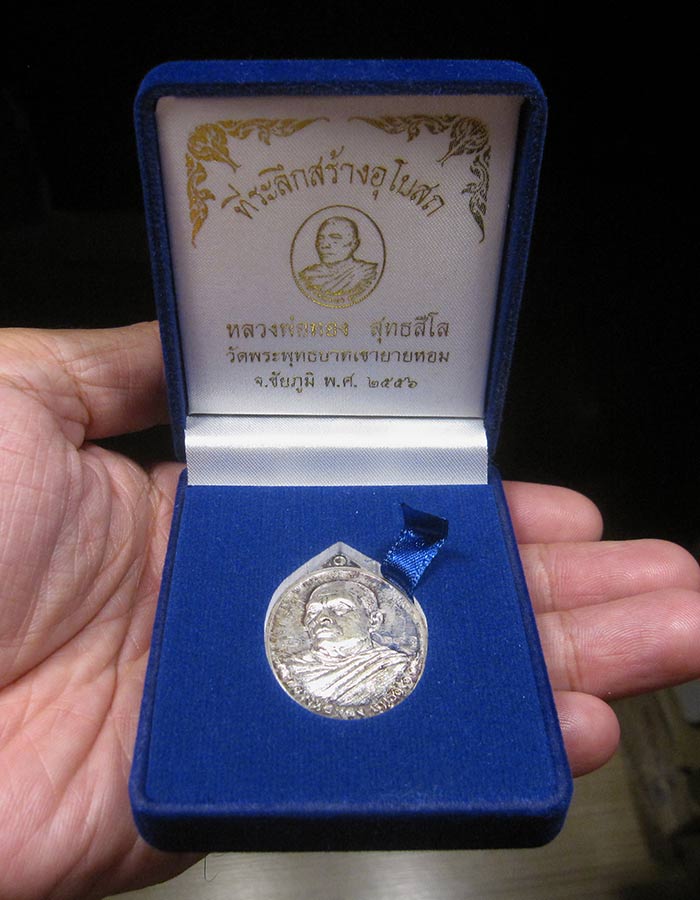 ที่ระลึกสร้างอุโบสถ
หลวงพ่อทอง สุทธสีโล
วัดพระพุทธบาทเขายายหอม
จ.ชัยภูมิ พ.ศ. ๒๕๕๖